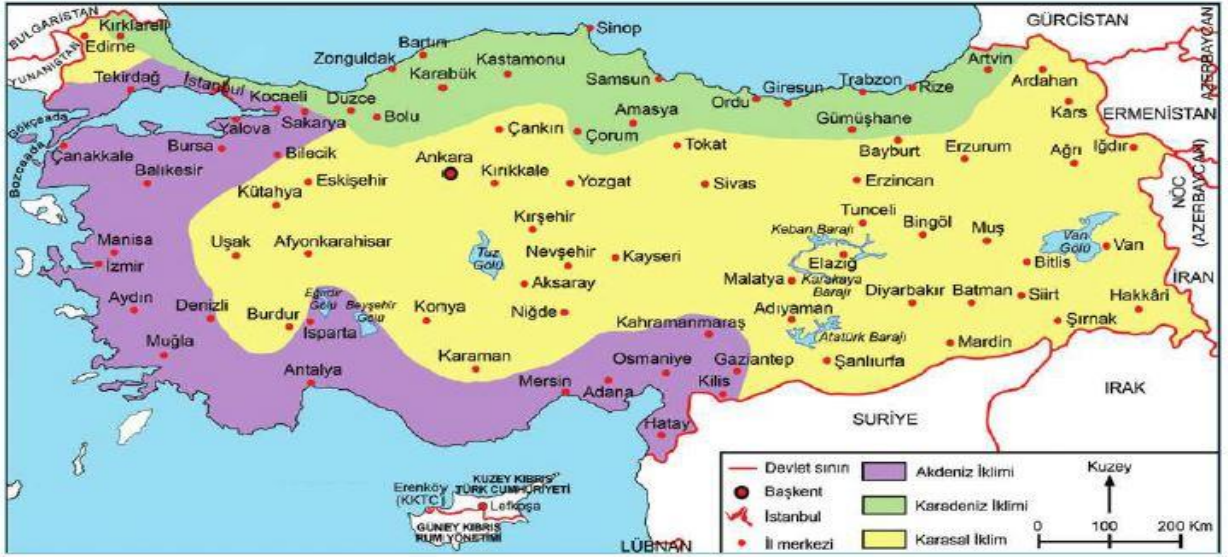 BULGARİSTAN
YUNANİSTAN
GÜRCİSTAN
AZERBAYCAN
ERMENİSTAN
NÖC
(AZERBAYCAN)
İRAN
IRAK
SURİYE
LÜBNAN
Kırklareli
Edirne
Tekirdağ
İstanbul
Kocaeli
Yalova
Sakarya
Gökçeada
Bozcaada
Çanakkale
Bursa
Bilecik
Balıkesir
Zonguldak
Bartın
Karabük
Kastamonu
Sinop
Düzce
Bolu
Samsun
Amasya
Ordu
Giresun
Trabzon
Rize
Artvin
Ardahan
Kars
Gümüşhane
Bayburt
Erzurum
Ağrı
Iğdır
Çankırı
Çorum
Tokat
Ankara
Kırıkkale
Yozgat
Sivas
Erzincan
Eskişehir
Kütahya
Kırşehir
Tunceli
Bingöl
Muş
Van
Gölü
Van
Keban Barajı
Manisa
İzmir
Uşak
Afyonkarahisar
Tuz
Gölü
Nevşehir
Kayseri
Aksaray
Elazığ
Malatya
Karakaya
Barajı
Bitlis
Aydın
Denizli
Burdur
Eğirdir
Gölü
Beyşehir
Gölü
Isparta
Konya
Niğde
Diyarbakır
Batman
Siirt
Hakkâri
Adıyaman
Atatürk Barajı
Şırnak
Muğla
Antalya
Karaman
Kahramanmaraş
Osmaniye
Gaziantep
Şanlıurfa
Mardin
Mersin
Adana
Kilis
Hatay
Erenköy
(KKTC)
KUZEY KIBRIS
TÜRK CUMHURİYETİ
Lefkoşa
GÜNEY KIBRIS
RUM YÖNETİMİ
Devlet sınırı
Başkent
İstanbul
İl merkezi
Akdeniz İklimi
Karadeniz İklimi
Karasal İklim
Kuzey
0 100 200 Km